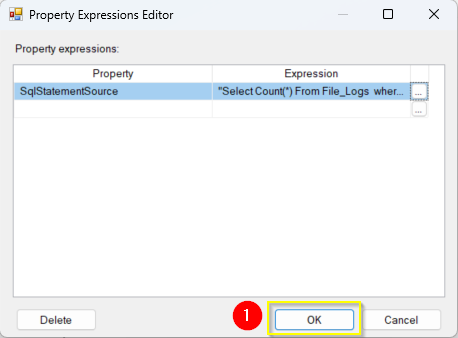 Property Expressions Editor
Property expressions:
Property Expression
SqlStatementSource "Select Count(*) From File_Logs wher... ...
...
Delete 1 OK Cancel